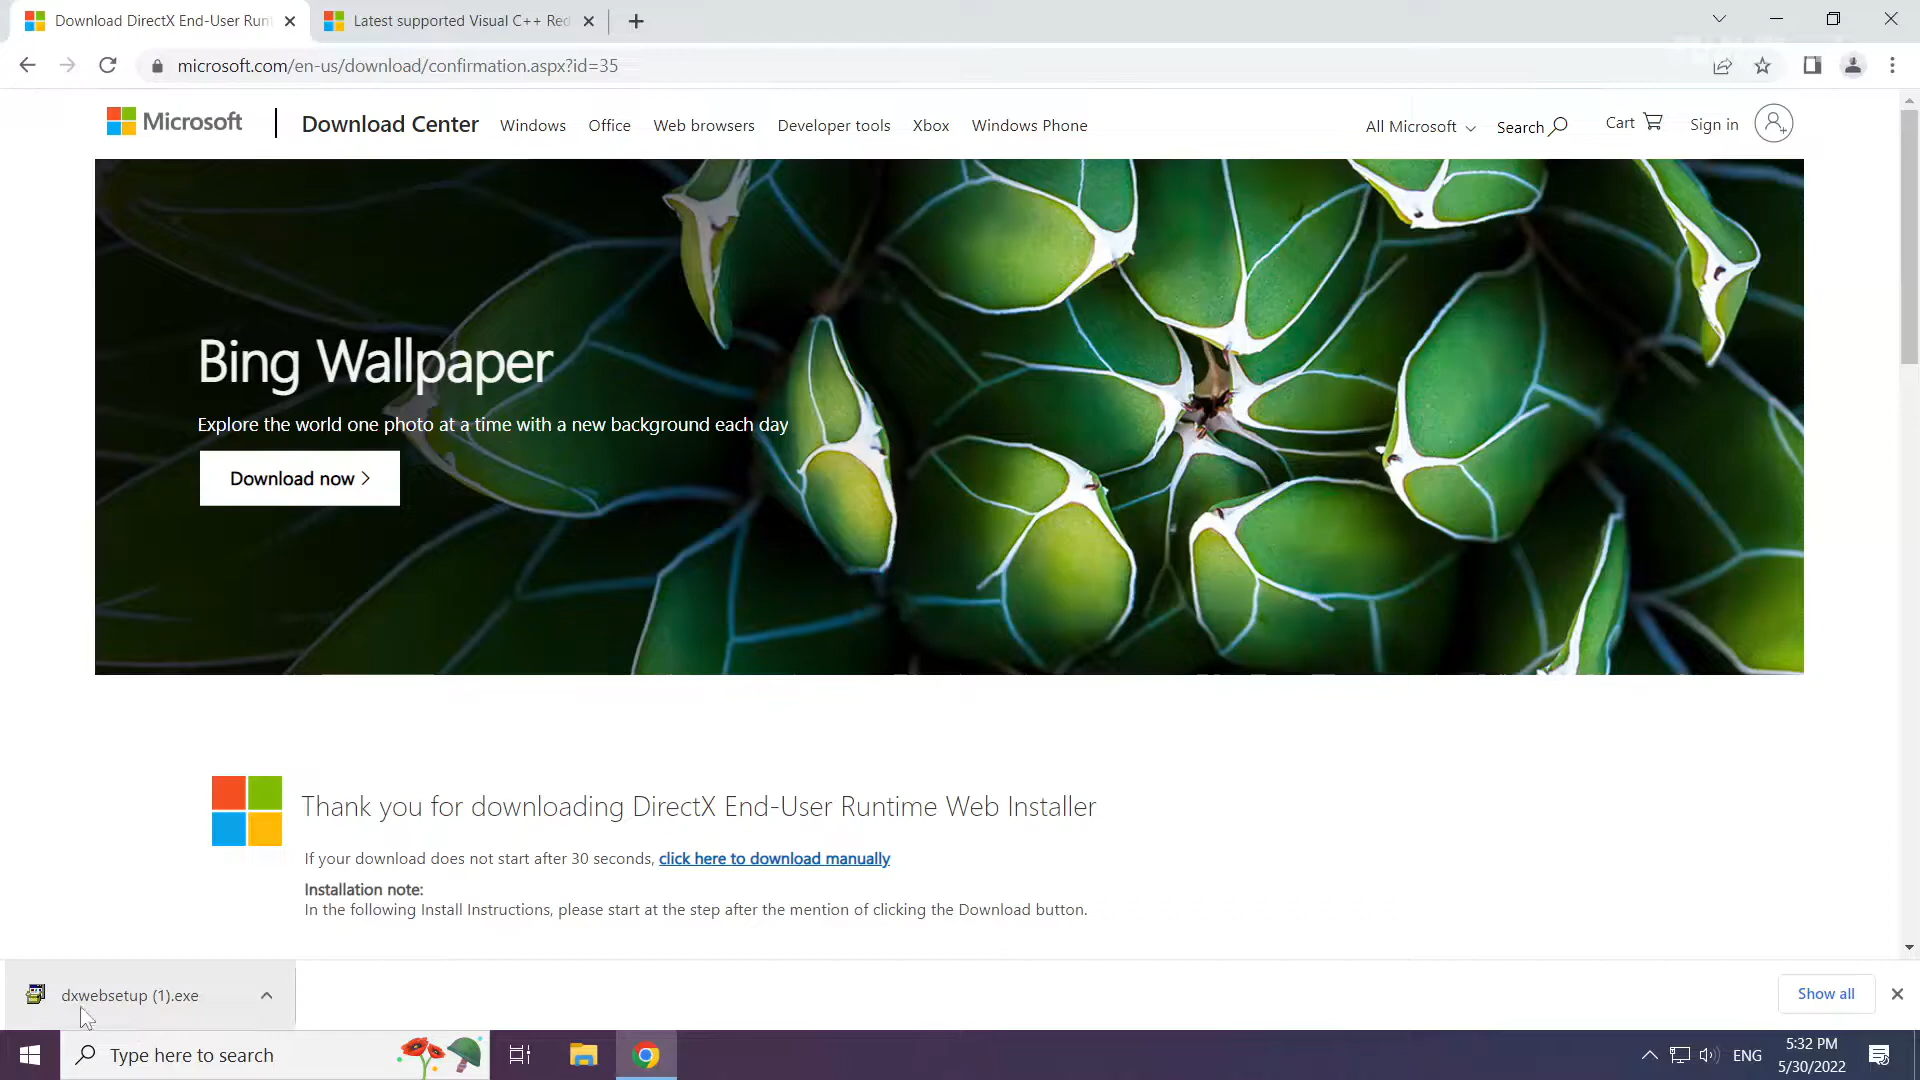 Download DirectX End-User Runt
Latest supported Visual C++ Red
microsoft.com/en-us/download/confirmation.aspx?id=35
Microsoft
Download Center
Windows
Office
Web browsers
Developer tools
Xbox
Windows Phone
All Microsoft
Search
Cart
Sign in
Bing Wallpaper
Explore the world one photo at a time with a new background each day
Download now >
Thank you for downloading DirectX End-User Runtime Web Installer
If your download does not start after 30 seconds, click here to download manually
Installation note:
In the following Install Instructions, please start at the step after the mention of clicking the Download button.
dxwebsetup (1).exe
Show all
Type here to search
ENG
5:32 PM
5/30/2022